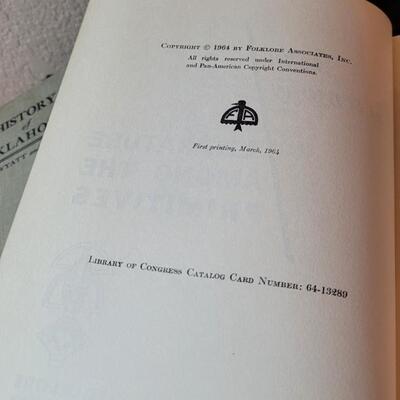 HISTORY
of
Copyright © 1964 by Folklore Associates, Inc.
All rights reserved under International
and Pan-American Copyright Conventions.
First printing, March, 1964
Library of Congress Catalog Card Number: 64-13289